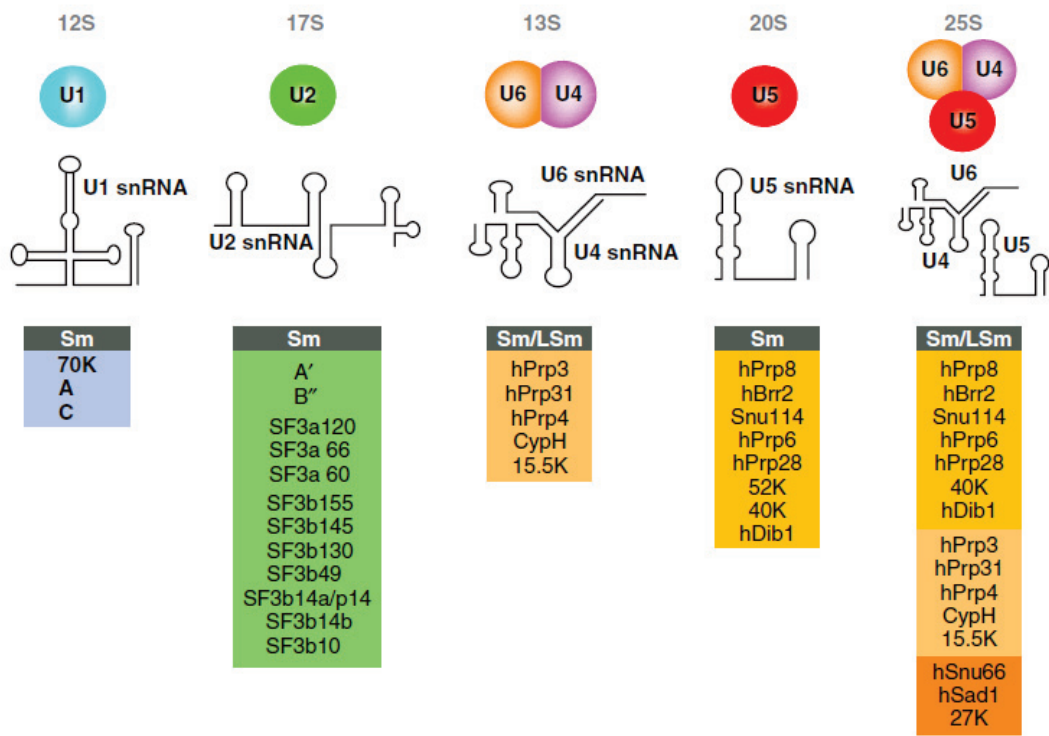 12S
17S
13S
20S
25S
U1
U2
U6 U4
U5
U6 U4
U5
U1 snRNA
U2 snRNA
U6 snRNA
U4 snRNA
U5 snRNA
U6
U4
U5
Sm
70K
A
C
Sm
A′
B″
SF3a120
SF3a 66
SF3a 60
SF3b155
SF3b145
SF3b130
SF3b49
SF3b14a/p14
SF3b14b
SF3b10
Sm/LSm
hPrp3
hPrp31
hPrp4
CypH
15.5K
Sm
hPrp8
hBrr2
Snu114
hPrp6
hPrp28
52K
40K
hDib1
Sm/LSm
hPrp8
hBrr2
Snu114
hPrp6
hPrp28
40K
hDib1
hPrp3
hPrp31
hPrp4
CypH
15.5K
hSnu66
hSad1
27K